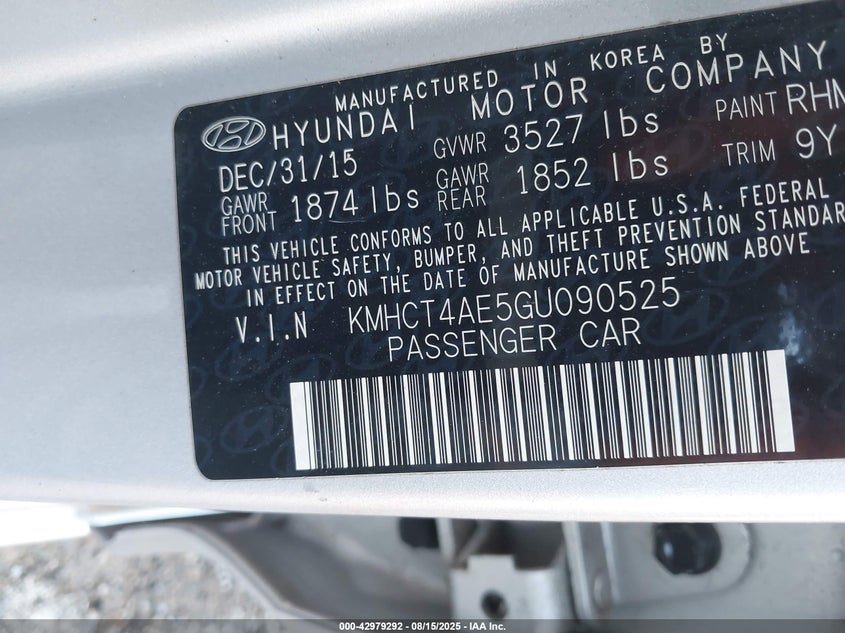 MANUFACTURED IN KOREA BY
HYUNDAI MOTOR COMPANY
DEC/31/15 GVWR 3527 lbs PAINT RHM
GAWR FRONT 1874 lbs GAWR REAR 1852 lbs TRIM 9Y
THIS VEHICLE CONFORMS TO ALL APPLICABLE U.S.A. FEDERAL
MOTOR VEHICLE SAFETY, BUMPER, AND THEFT PREVENTION STANDAR
IN EFFECT ON THE DATE OF MANUFACTURE SHOWN ABOVE
V.I.N KMHCT4AE5GU090525
PASSENGER CAR
000-42979292 - 08/15/2025 - IAA Inc.